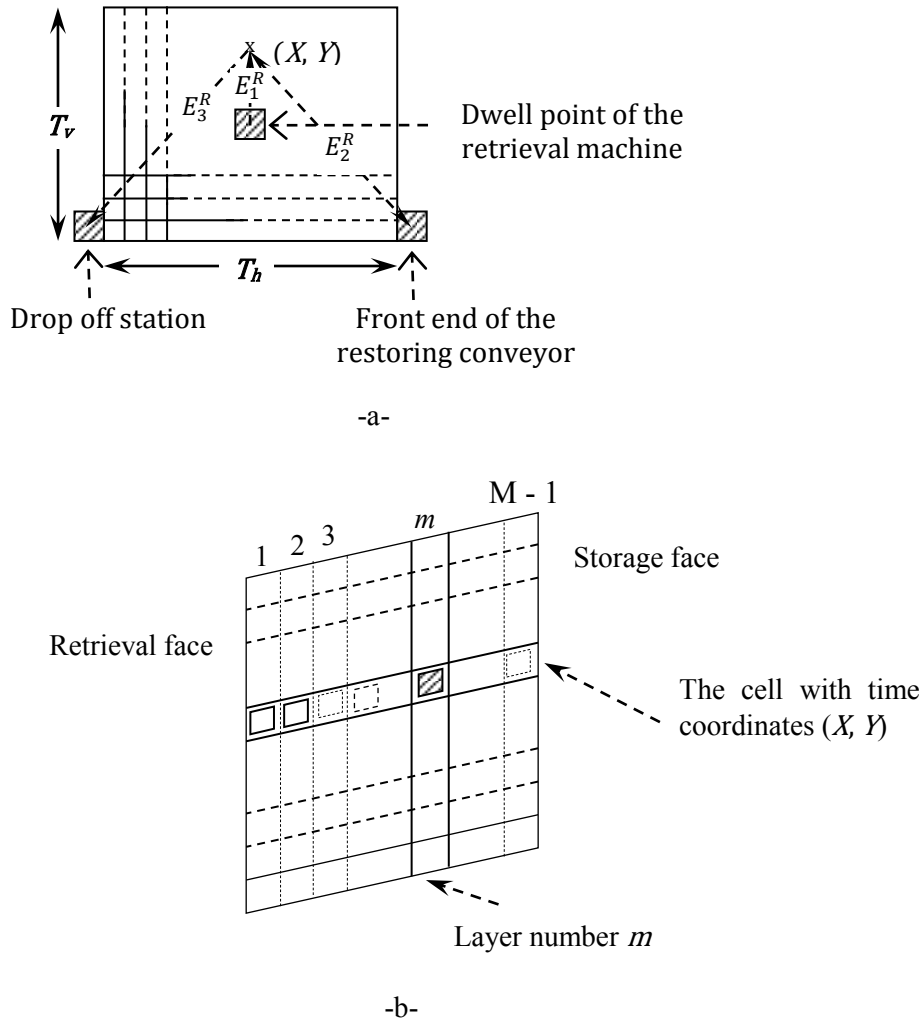 x (X, Y)
E_1^R
E_3^R
T_v
E_2^R
Dwell point of the
retrieval machine
T_h
Drop off station
Front end of the
restoring conveyor
-a-
M - 1
m
3
2
1
Storage face
Retrieval face
The cell with time
coordinates (X, Y)
Layer number m
-b-